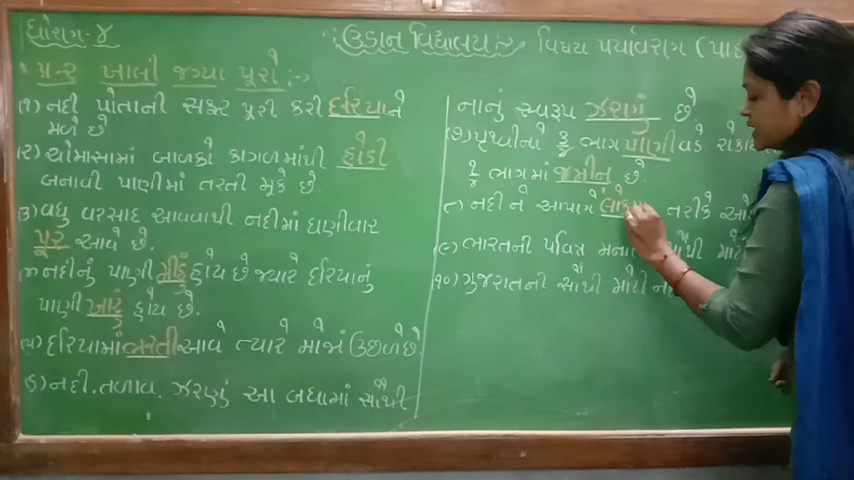 ધોરણ-૪
ઉડાન વિદ્યાલય
વિષય પર્યાવરણ (પાઠ
પ્ર-૨ ખાલી જગ્યા પૂરો :-
(૧) નદી પોતાની સફર પૂરી કરી દરિયાને
મળે છે
(૨) ચોમાસામાં બાળકો કાગળમાંથી હોડી
બનાવી પાણીમાં તરતી મૂકે છે.
(૩) વધુ વરસાદ આવવાથી નદીમાં ઘણીવાર
પૂર આવે છે.
(૪) નદીનું પાણી મીઠું હોય છે જ્યારે દરિયાનું
પાણી ખારું હોય છે.
(૫) દરિયામાં ભરતી આવે ત્યારે મોજાં ઉછળે છે.
(૬) નદી, તળાવ, ઝરણું આ બધામાં સૌથી
નાનું સ્વરૂપ ઝરણું છે.
(૭) પૃથ્વીનો ૩/૪ ભાગ પાણી વડે રોકા
૧/૪ ભાગમાં જમીન છે.
(૮) નદી ને આપણે તરીકે
(૯) ભારતની પવિત્ર
(૧૦) ગુજરાતની સૌથી મોટી